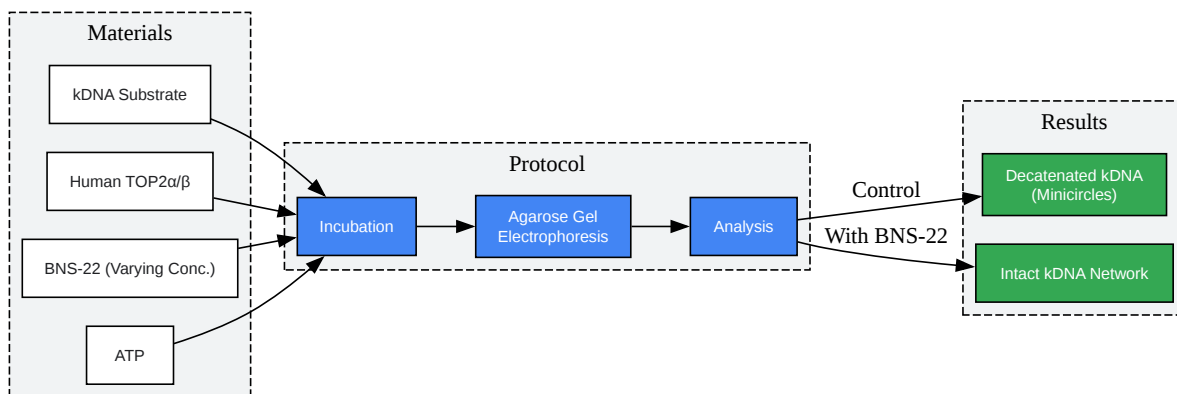 Materials
kDNA Substrate
Human TOP2α/β
BNS-22 (Varying Conc.)
ATP
Protocol
Incubation
Agarose Gel
Electrophoresis
Analysis
Control
With BNS-22
Results
Decatenated kDNA
(Minicircles)
Intact kDNA Network